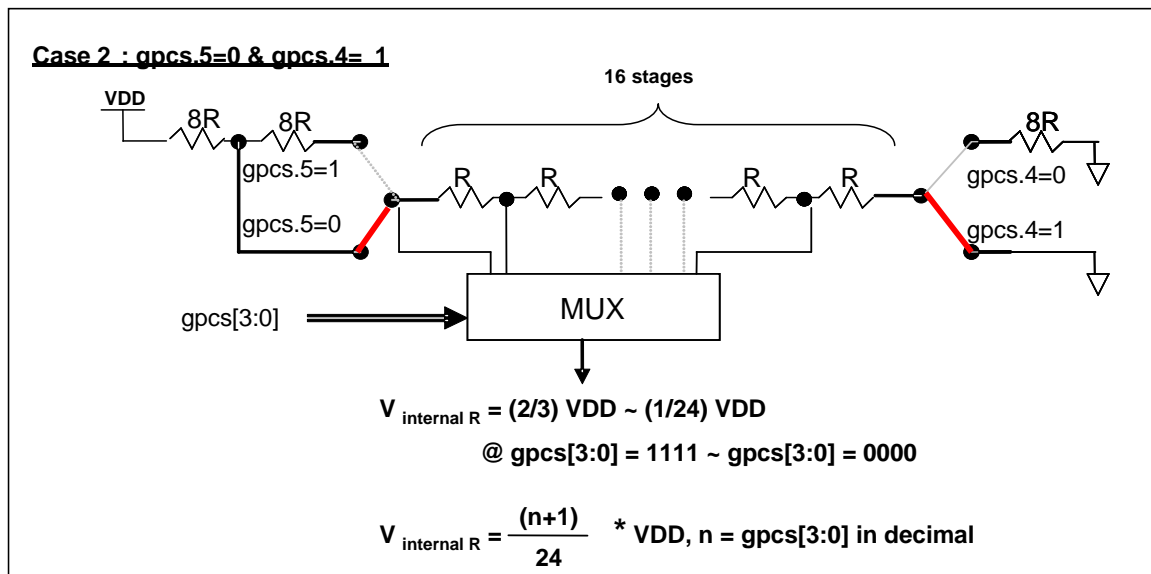 Case 2 : gpcs.5=0 & gpcs.4= 1
16 stages
VDD
8R 8R 8R
gpcs.5=1 R R R R gpcs.4=0
gpcs.5=0 gpcs.4=1
gpcs[3:0] MUX
V internal R = (2/3) VDD ~ (1/24) VDD
@ gpcs[3:0] = 1111 ~ gpcs[3:0] = 0000
(n+1)
V internal R = * VDD, n = gpcs[3:0] in decimal
24